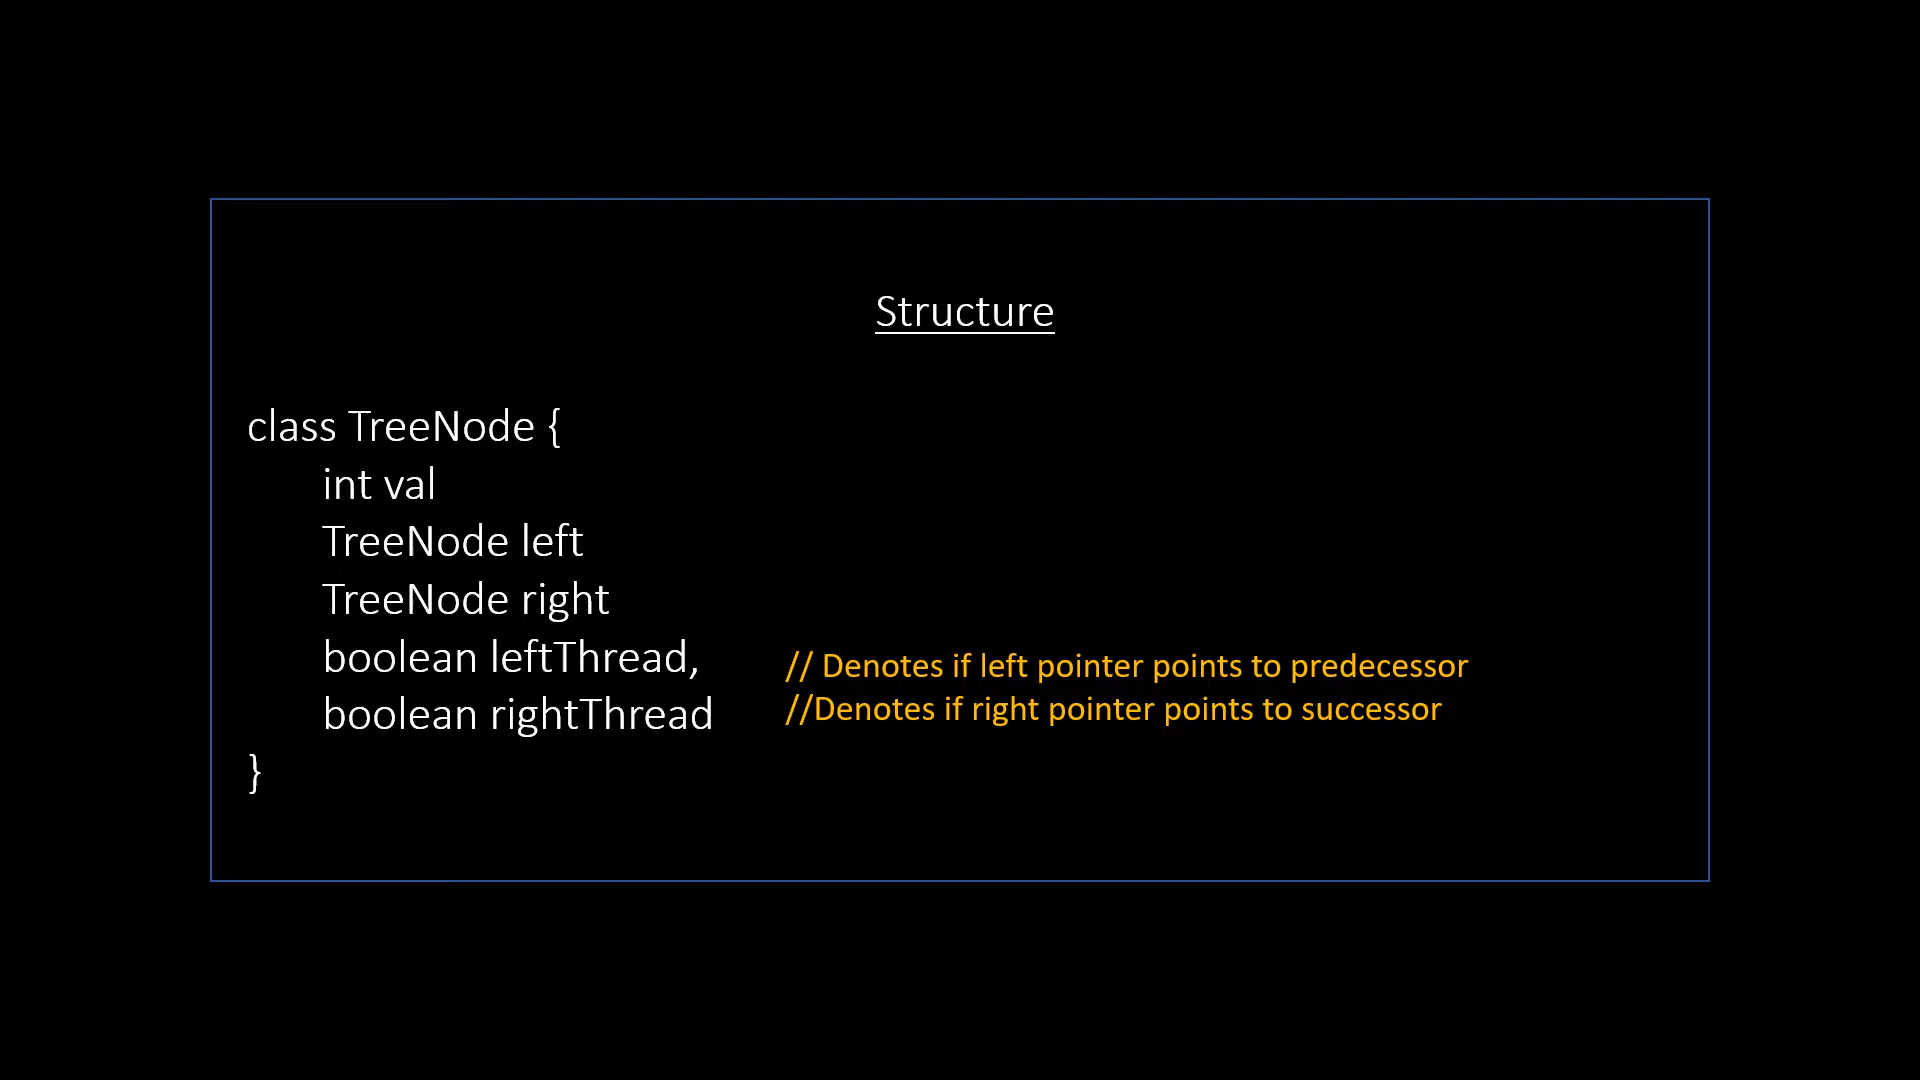 Structure
class TreeNode {
int val
TreeNode left
TreeNode right
boolean leftThread, // Denotes if left pointer points to predecessor
boolean rightThread //Denotes if right pointer points to successor
}